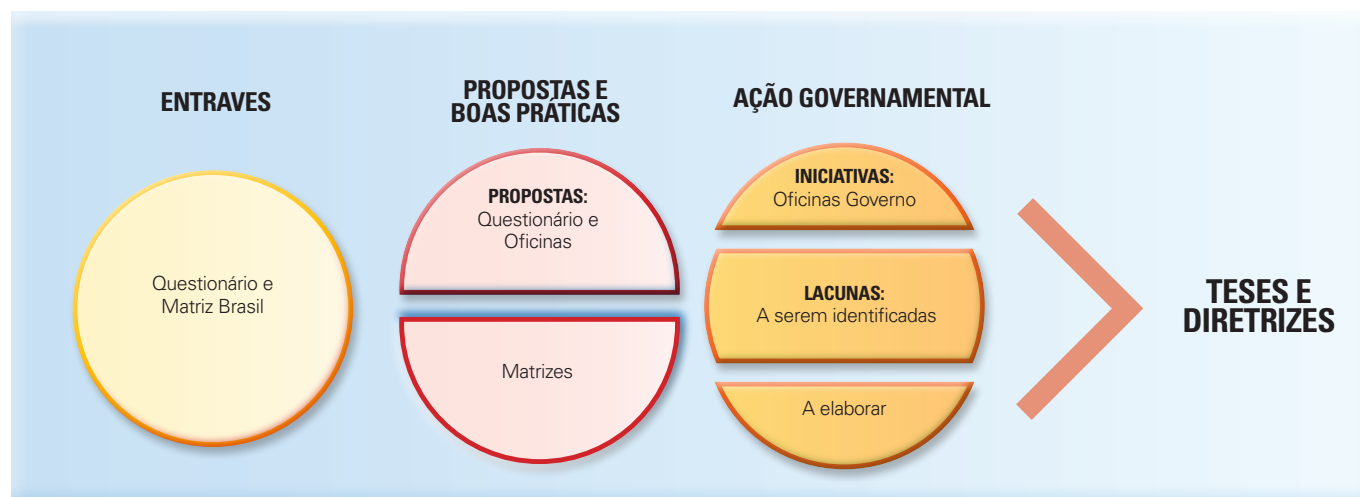 ENTRAVES
Questionário e
Matriz Brasil
PROPOSTAS E
BOAS PRÁTICAS
PROPOSTAS:
Questionário e
Oficinas
Matrizes
AÇÃO GOVERNAMENTAL
INICIATIVAS:
Oficinas Governo
LACUNAS:
A serem identificadas
A elaborar
TESES E
DIRETRIZES